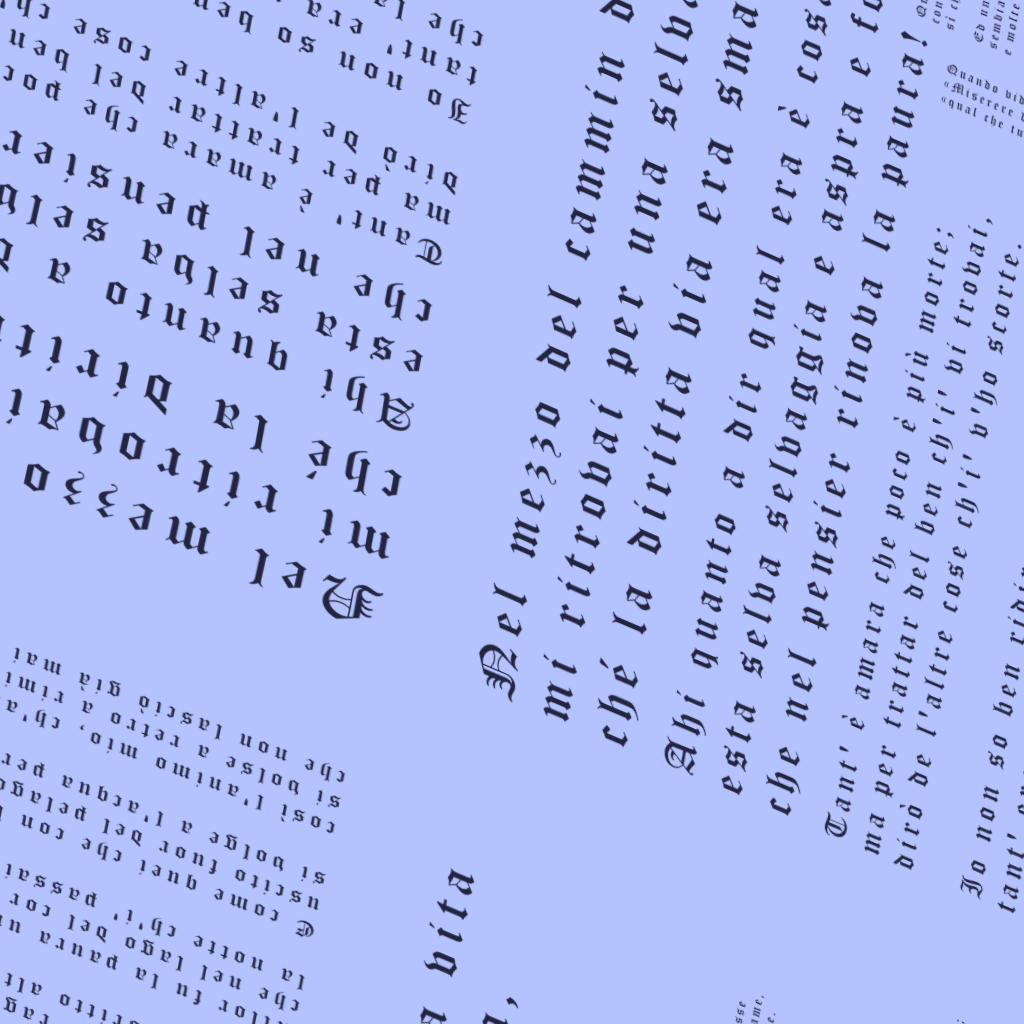 Nel mezzo del cammin
mi ritrovai per una selva
ché la diritta via era sma
Ahi quanto a dir qual era è cosa
esta selva selvaggia e aspra e fo
che nel pensier rinova la paura!
Tant' è amara che poco è più morte;
ma per trattar del ben ch'i' vi trovai,
dirò de l'altre cose ch'i' v'ho scorte.
Io non so ben ridir
tant'
Nel mezzo
mi ritrovai
ché la diritt
Ahi quanto a
esta selva selv
che nel pensier
Tant' è amara che poc
ma per trattar del ben
dirò de l'altre cose
Io non so ben
tant' era
che la
allor fu la paura
che nel lago del cor
la notte ch'i' passai
E come quei che con
uscito fuor del pelago
si volge a l'acqua per
così l'animo mio, ch'a
si volse a retro a rimi
che non lasciò già mai
Ed un
sembia
e molte
Quando vid
«Miserere d
«qual che tu
vita